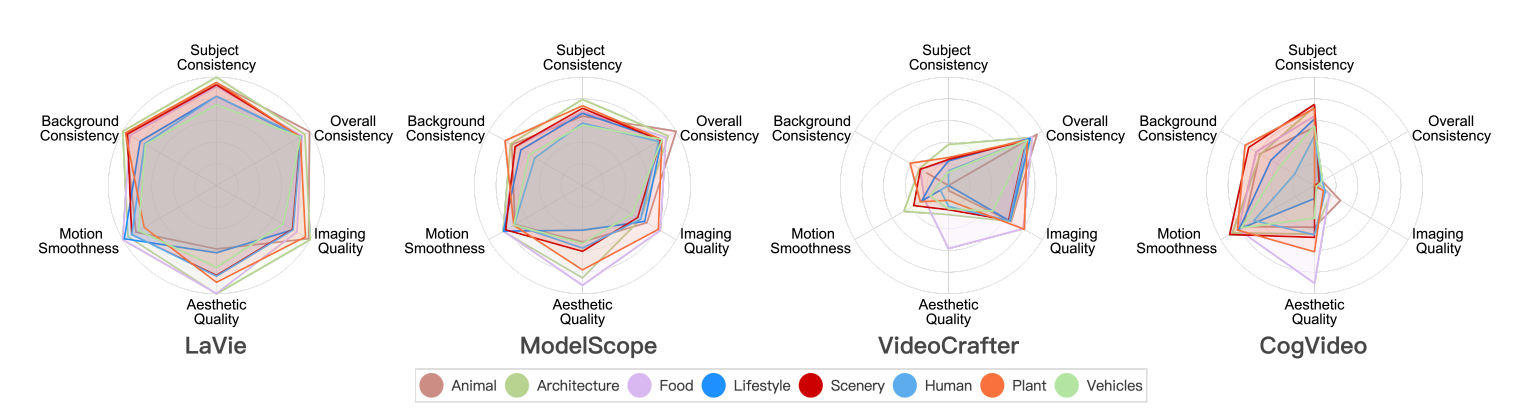 Subject
Consistency
Background
Consistency
Overall
Consistency
Motion
Smoothness
Imaging
Quality
Aesthetic
Quality
LaVie
Subject
Consistency
Background
Consistency
Overall
Consistency
Motion
Smoothness
Imaging
Quality
Aesthetic
Quality
ModelScope
Subject
Consistency
Background
Consistency
Overall
Consistency
Motion
Smoothness
Imaging
Quality
Aesthetic
Quality
VideoCrafter
Subject
Consistency
Background
Consistency
Overall
Consistency
Motion
Smoothness
Imaging
Quality
Aesthetic
Quality
CogVideo
Animal Architecture Food Lifestyle Scenery Human Plant Vehicles